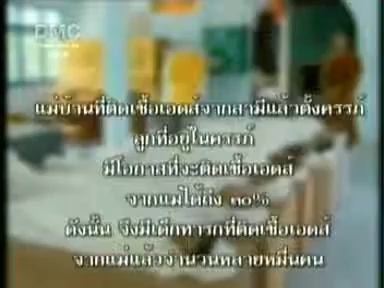 DMC
แม่บ้านที่ติดเชื้อเอดส์จากสามีแล้วตั้งครรภ์
ลูกที่อยู่ในครรภ์
มีโอกาสที่จะติดเชื้อเอดส์
จากแม่ได้ถึง ๓๐%
ดังนั้น จึงมีเด็กทารกที่ติดเชื้อเอดส์
จากแม่แล้วจำนวนหลายหมื่นคน